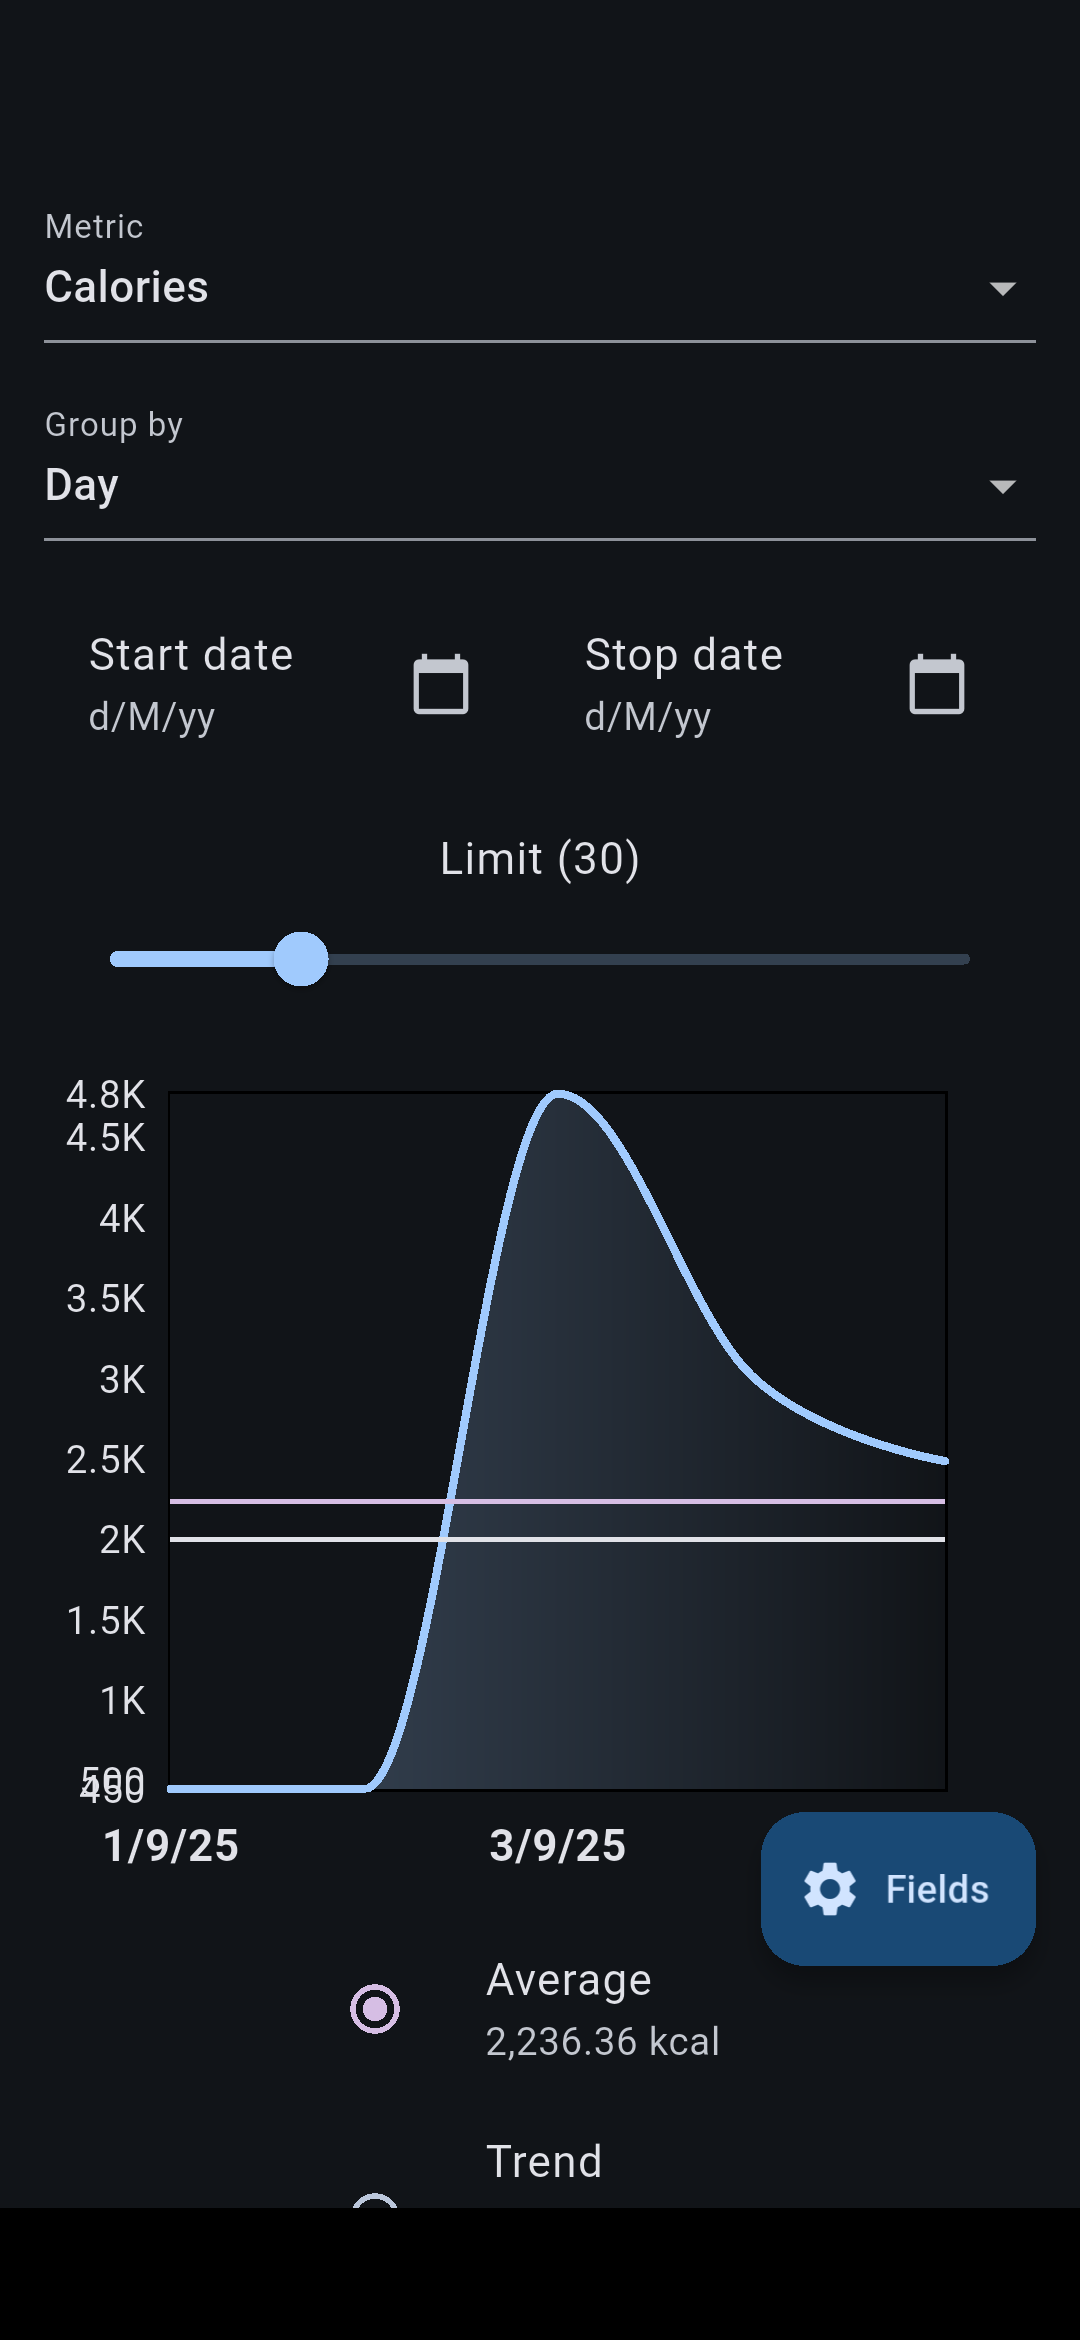 Metric
Calories
Group by
Day
Start date
d/M/yy
Stop date
d/M/yy
Limit (30)
4.8K
4.5K
4K
3.5K
3K
2.5K
2K
1.5K
1K
500
450
1/9/25
3/9/25
Fields
Average
2,236.36 kcal
Trend